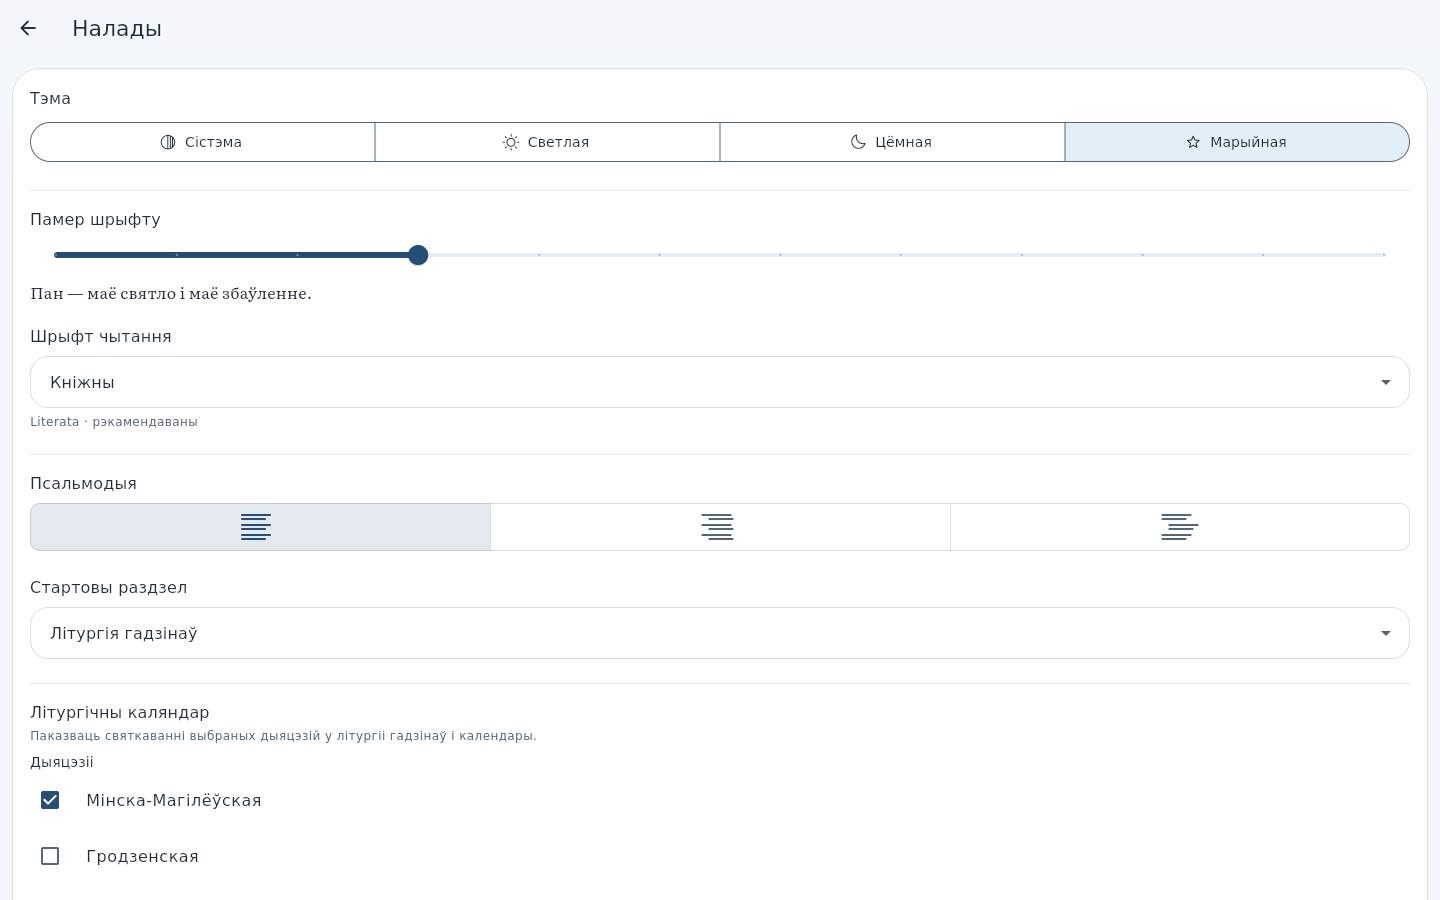 Налады
Тэма
Сістэма
Светлая
Цёмная
Марыйная
Памер шрыфту
Пан — маё святло і маё збаўленне.
Шрыфт чытання
Кніжны
Literata · рэкамендаваны
Псальмодыя
Стартовы раздзел
Літургія гадзінаў
Літургічны каляндар
Паказваць святкаванні выбраных дыяцэзій у літургіі гадзінаў і календары.
Дыяцэзіі
Мінска-Магілёўская
Гродзенская